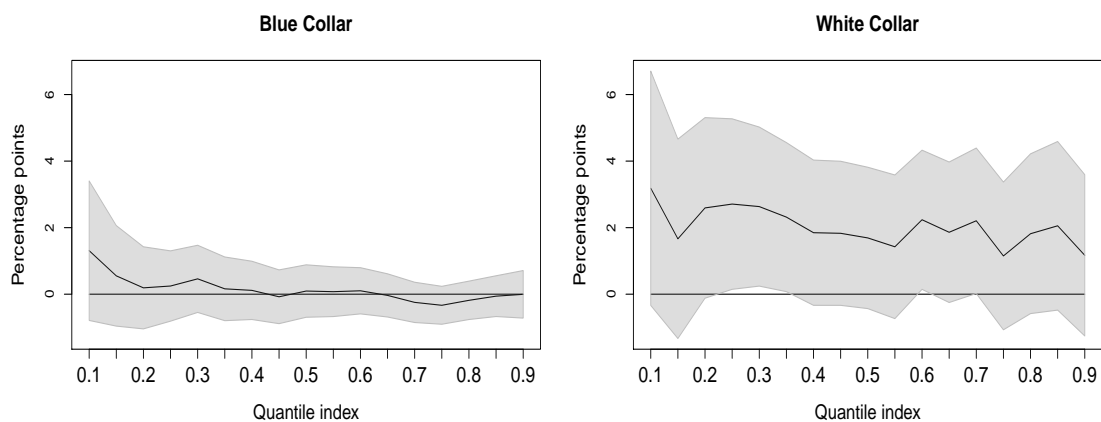 Blue Collar
Percentage points
6
4
2
0
0.1 0.2 0.3 0.4 0.5 0.6 0.7 0.8 0.9
Quantile index
White Collar
Percentage points
6
4
2
0
0.1 0.2 0.3 0.4 0.5 0.6 0.7 0.8 0.9
Quantile index